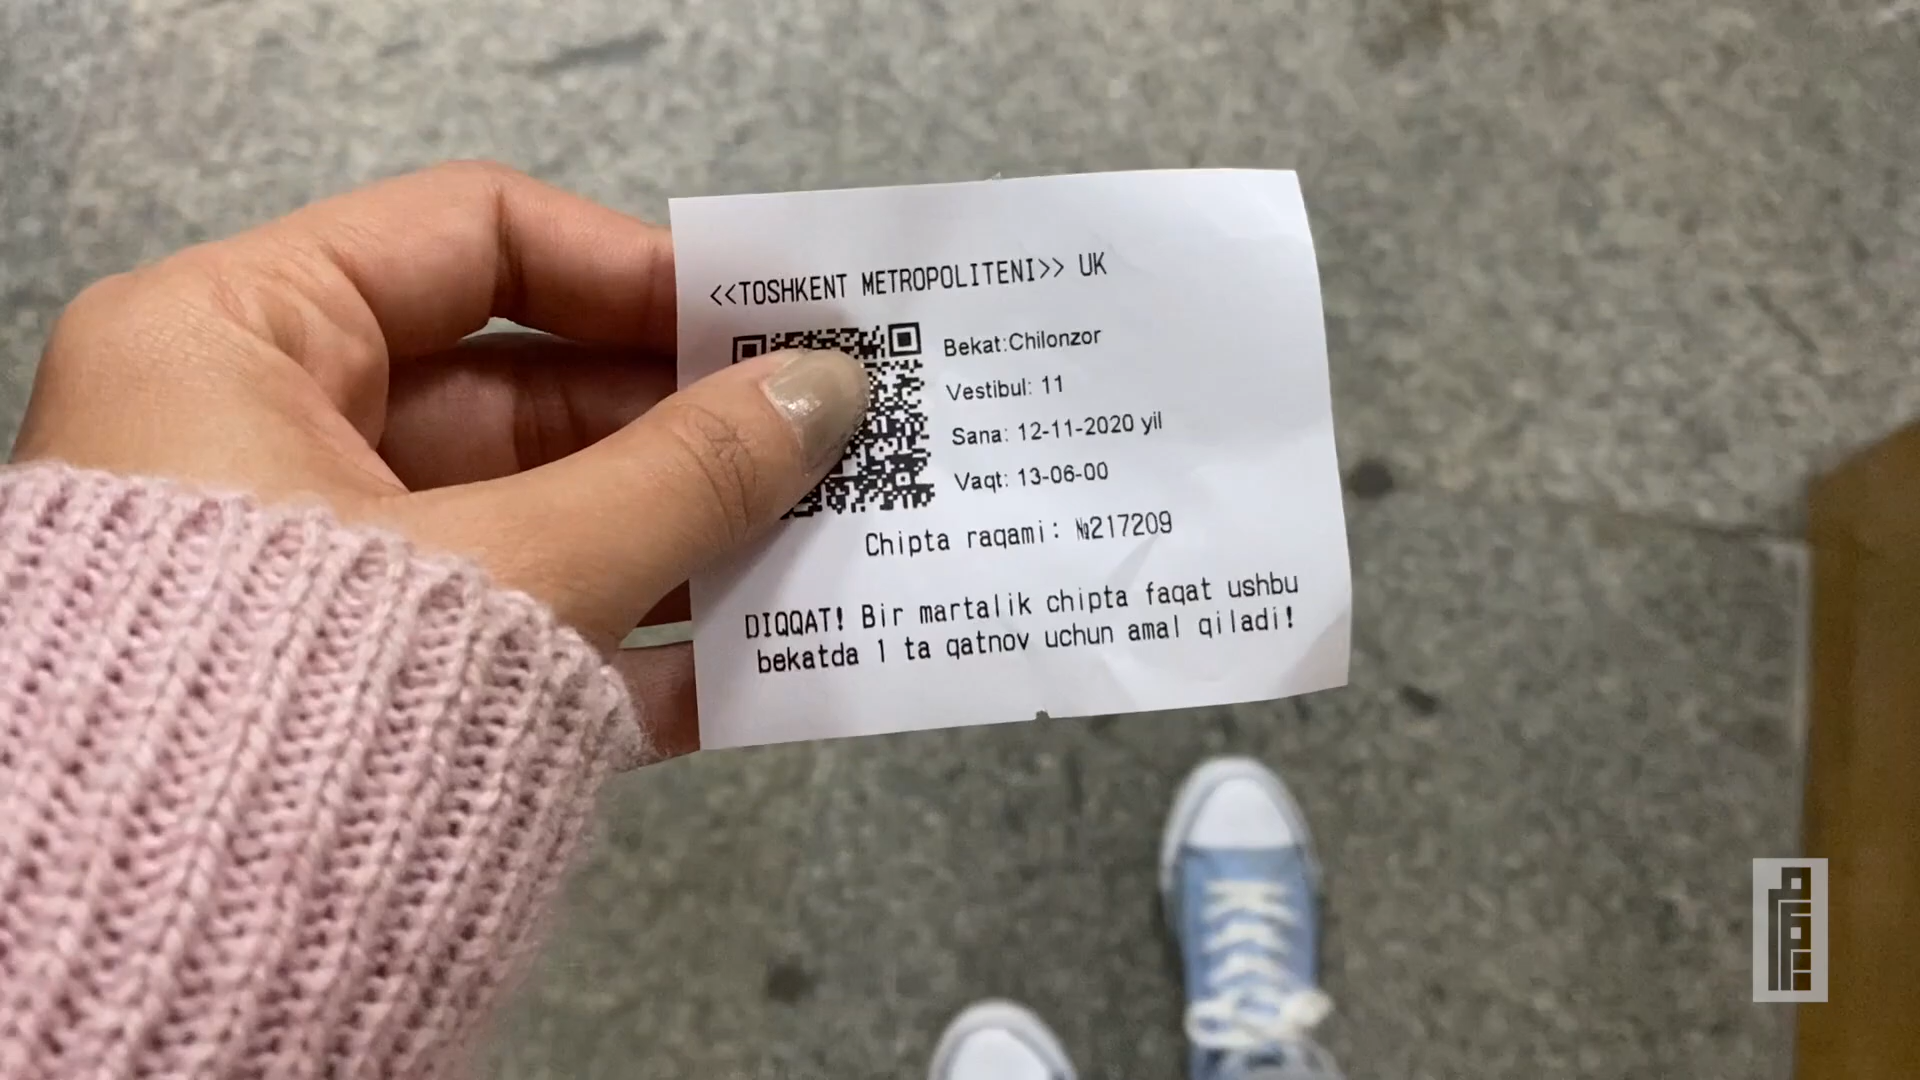 <<TOSHKENT METROPOLITENI>> UK
Bekat:Chilonzor
Vestibul: 11
Sana: 12-11-2020 yil
Vaqt: 13-06-00
Chipta raqami: №217209
DIQQAT! Bir martalik chipta faqat ushbu
bekatda 1 ta qatnov uchun amal qiladi!